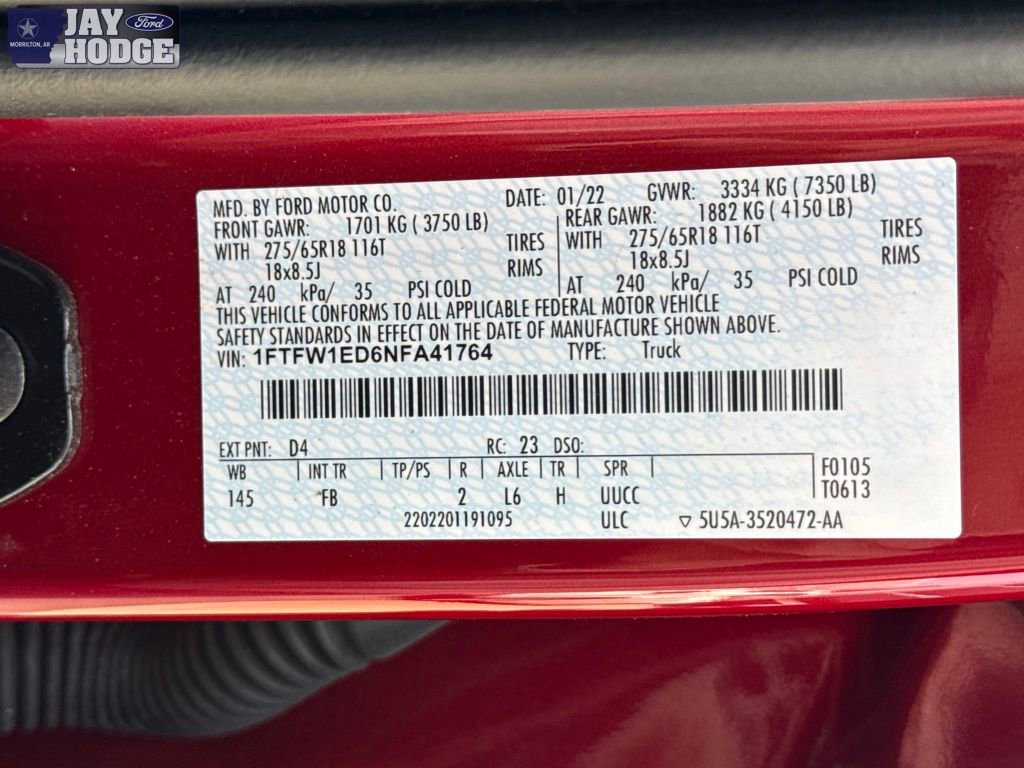 JAY
Ford
MORRILTON, AR
HODGE
MFD. BY FORD MOTOR CO. DATE: 01/22 GVWR: 3334 KG ( 7350 LB)
FRONT GAWR: 1701 KG ( 3750 LB) REAR GAWR: 1882 KG ( 4150 LB)
WITH 275/65R18 116T TIRES WITH 275/65R18 116T TIRES
18x8.5J RIMS 18x8.5J RIMS
AT 240 kPa/ 35 PSI COLD AT 240 kPa/ 35 PSI COLD
THIS VEHICLE CONFORMS TO ALL APPLICABLE FEDERAL MOTOR VEHICLE
SAFETY STANDARDS IN EFFECT ON THE DATE OF MANUFACTURE SHOWN ABOVE.
VIN: 1FTFW1ED6NFA41764 TYPE: Truck
EXT PNT: D4 RC: 23 DSO:
WB INT TR TP/PS R AXLE TR SPR F0105
145 FB 2 L6 H UUCC T0613
2202201191095 ULC ▽ 5U5A-3520472-AA